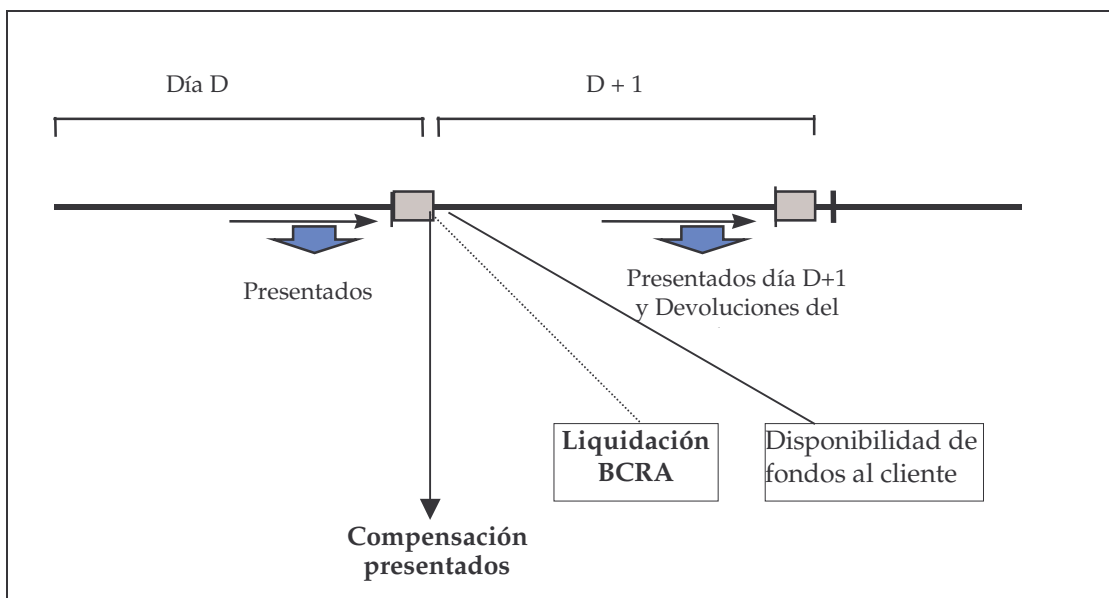 Día D
D + 1
Presentados
Presentados día D+1
y Devoluciones del
Liquidación
BCRA
Disponibilidad de
fondos al cliente
Compensación
presentados